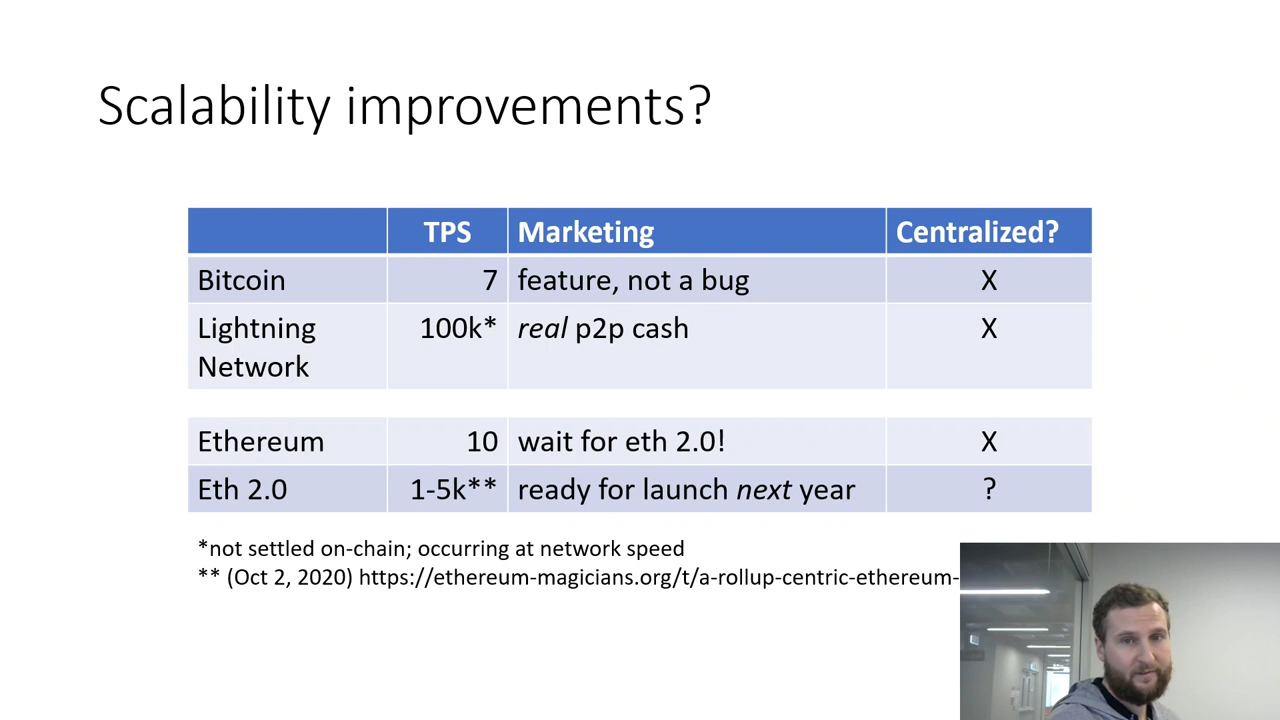 Scalability improvements?
TPS Marketing Centralized?
Bitcoin 7 feature, not a bug X
Lightning Network 100k* real p2p cash X
Ethereum 10 wait for eth 2.0! X
Eth 2.0 1-5k** ready for launch next year ?
*not settled on-chain; occurring at network speed
** (Oct 2, 2020) https://ethereum-magicians.org/t/a-rollup-centric-ethereum-